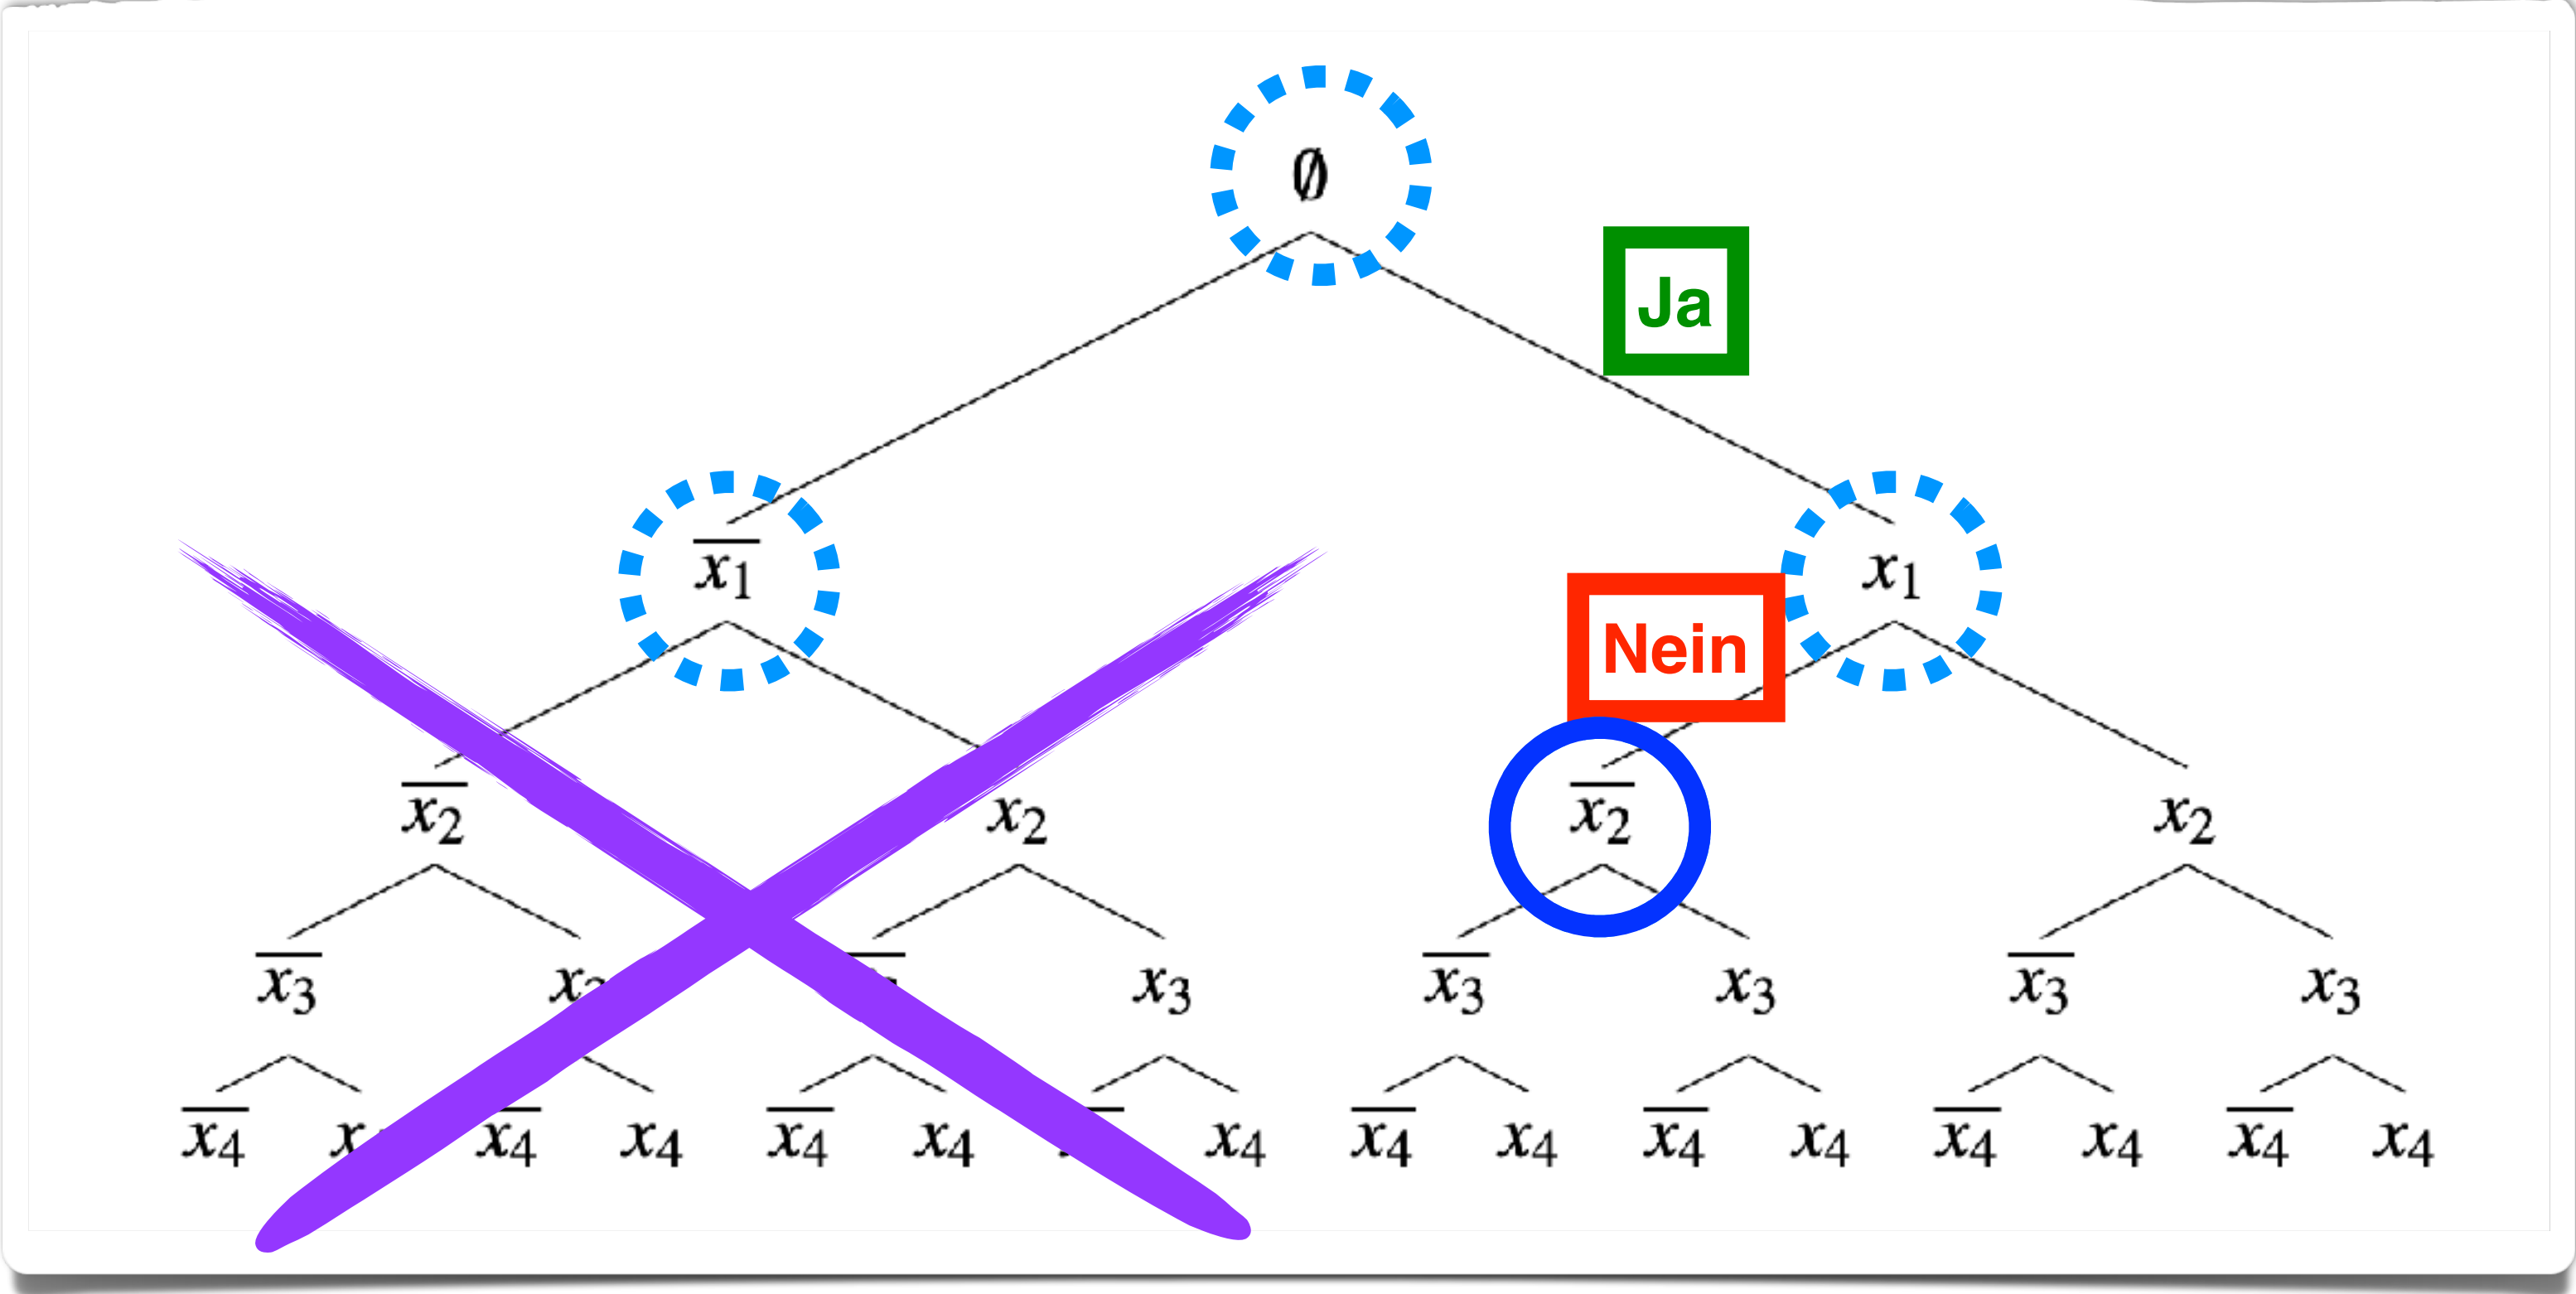 ∅
Ja
x̅₁ x₁
Nein
x̅₂ x₂ x̅₂ x₂
x̅₃ x₃ x̅₃ x₃ x̅₃ x₃
x̅₄ x̅₄ x₄ x̅₄ x₄ x₄ x̅₄ x₄ x̅₄ x₄ x̅₄ x₄ x̅₄ x₄